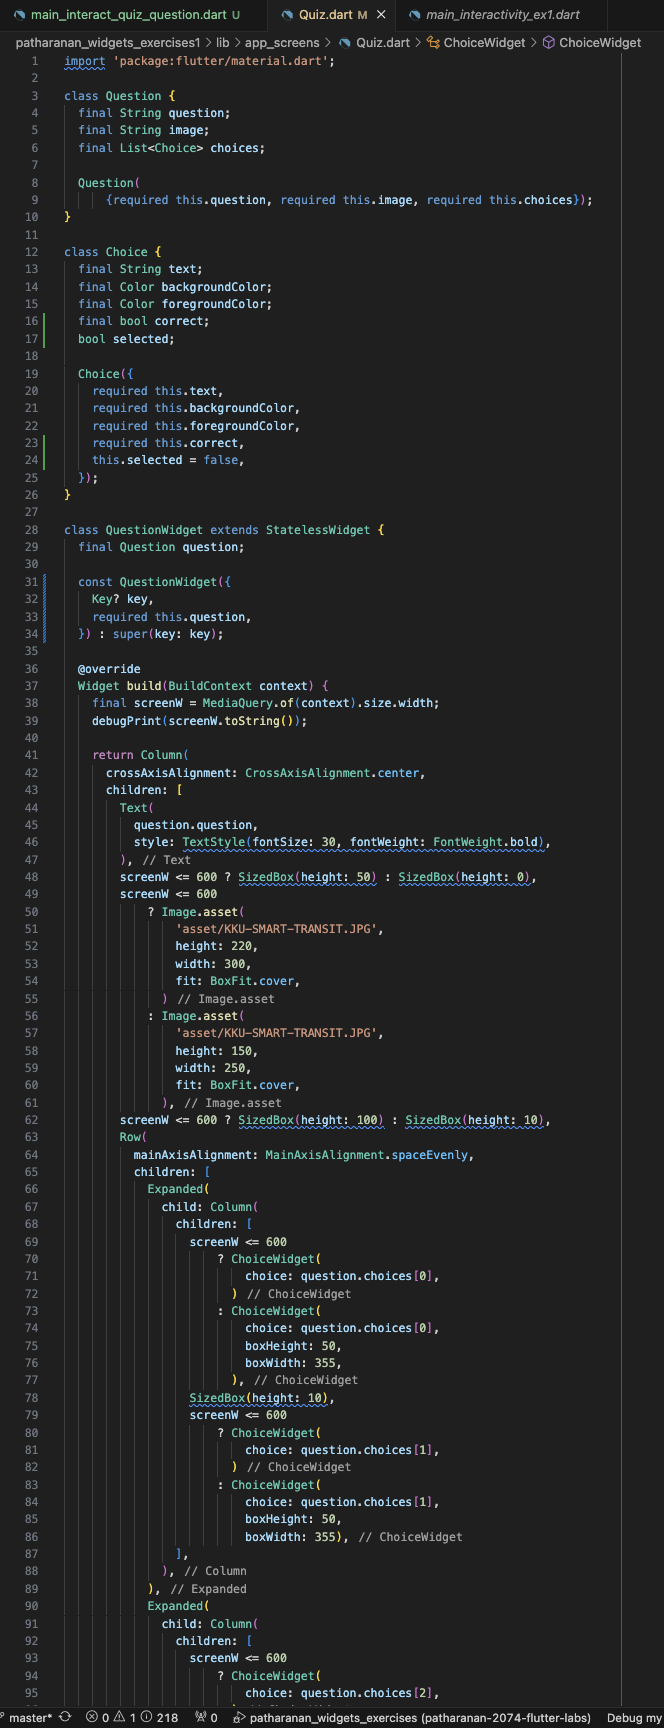 main_interact_quiz_question.dart U
Quiz.dart M
main_interactivity_ex1.dart
patharanan_widgets_exercises1 > lib > app_screens > Quiz.dart > ChoiceWidget > ChoiceWidget
1 import 'package:flutter/material.dart';
2
3 class Question {
4 final String question;
5 final String image;
6 final List<Choice> choices;
7
8 Question(
9 {required this.question, required this.image, required this.choices});
10 }
11
12 class Choice {
13 final String text;
14 final Color backgroundColor;
15 final Color foregroundColor;
16 final bool correct;
17 bool selected;
18
19 Choice({
20 required this.text,
21 required this.backgroundColor,
22 required this.foregroundColor,
23 required this.correct,
24 this.selected = false,
25 });
26 }
27
28 class QuestionWidget extends StatelessWidget {
29 final Question question;
30
31 const QuestionWidget({
32 Key? key,
33 required this.question,
34 }) : super(key: key);
35
36 @override
37 Widget build(BuildContext context) {
38 final screenW = MediaQuery.of(context).size.width;
39 debugPrint(screenW.toString());
40
41 return Column(
42 crossAxisAlignment: CrossAxisAlignment.center,
43 children: [
44 Text(
45 question.question,
46 style: TextStyle(fontSize: 30, fontWeight: FontWeight.bold),
47 ), // Text
48 screenW <= 600 ? SizedBox(height: 50) : SizedBox(height: 0),
49 screenW <= 600
50 ? Image.asset(
51 'asset/KKU-SMART-TRANSIT.JPG',
52 height: 220,
53 width: 300,
54 fit: BoxFit.cover,
55 ) // Image.asset
56 : Image.asset(
57 'asset/KKU-SMART-TRANSIT.JPG',
58 height: 150,
59 width: 250,
60 fit: BoxFit.cover,
61 ), // Image.asset
62 screenW <= 600 ? SizedBox(height: 100) : SizedBox(height: 10),
63 Row(
64 mainAxisAlignment: MainAxisAlignment.spaceEvenly,
65 children: [
66 Expanded(
67 child: Column(
68 children: [
69 screenW <= 600
70 ? ChoiceWidget(
71 choice: question.choices[0],
72 ) // ChoiceWidget
73 : ChoiceWidget(
74 choice: question.choices[0],
75 boxHeight: 50,
76 boxWidth: 355,
77 ), // ChoiceWidget
78 SizedBox(height: 10),
79 screenW <= 600
80 ? ChoiceWidget(
81 choice: question.choices[1],
82 ) // ChoiceWidget
83 : ChoiceWidget(
84 choice: question.choices[1],
85 boxHeight: 50,
86 boxWidth: 355), // ChoiceWidget
87 ],
88 ), // Column
89 ), // Expanded
90 Expanded(
91 child: Column(
92 children: [
93 screenW <= 600
94 ? ChoiceWidget(
95 choice: question.choices[2],
master* 0 1 218 0 patharanan_widgets_exercises (patharanan-2074-flutter-labs) Debug my